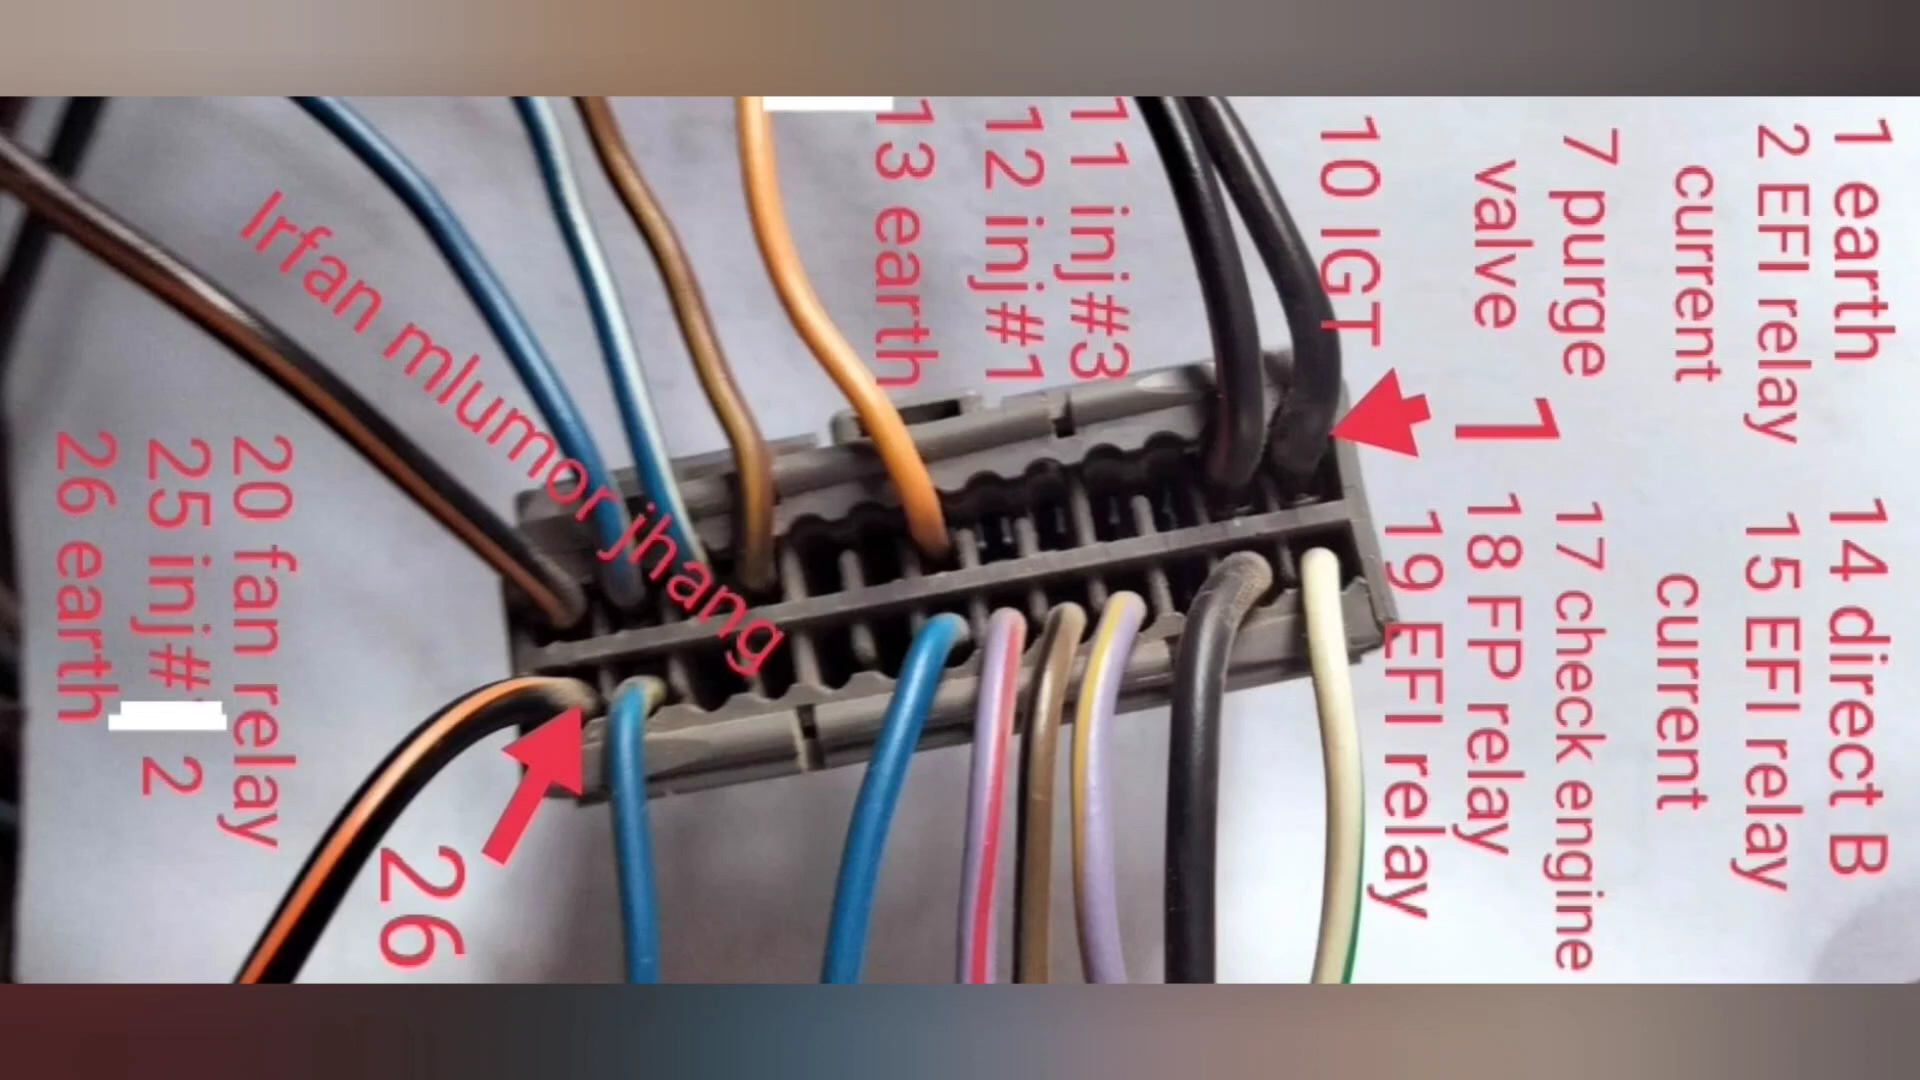 1 earth
2 EFI relay
current
7 purge
valve
10 IGT
11 inj#3
12 inj#1
13 earth
14 direct B
15 EFI relay
current
17 check engine
18 FP relay
19 EFI relay
20 fan relay
25 inj# 2
26 earth
1
26
Irfan mlumor jhang